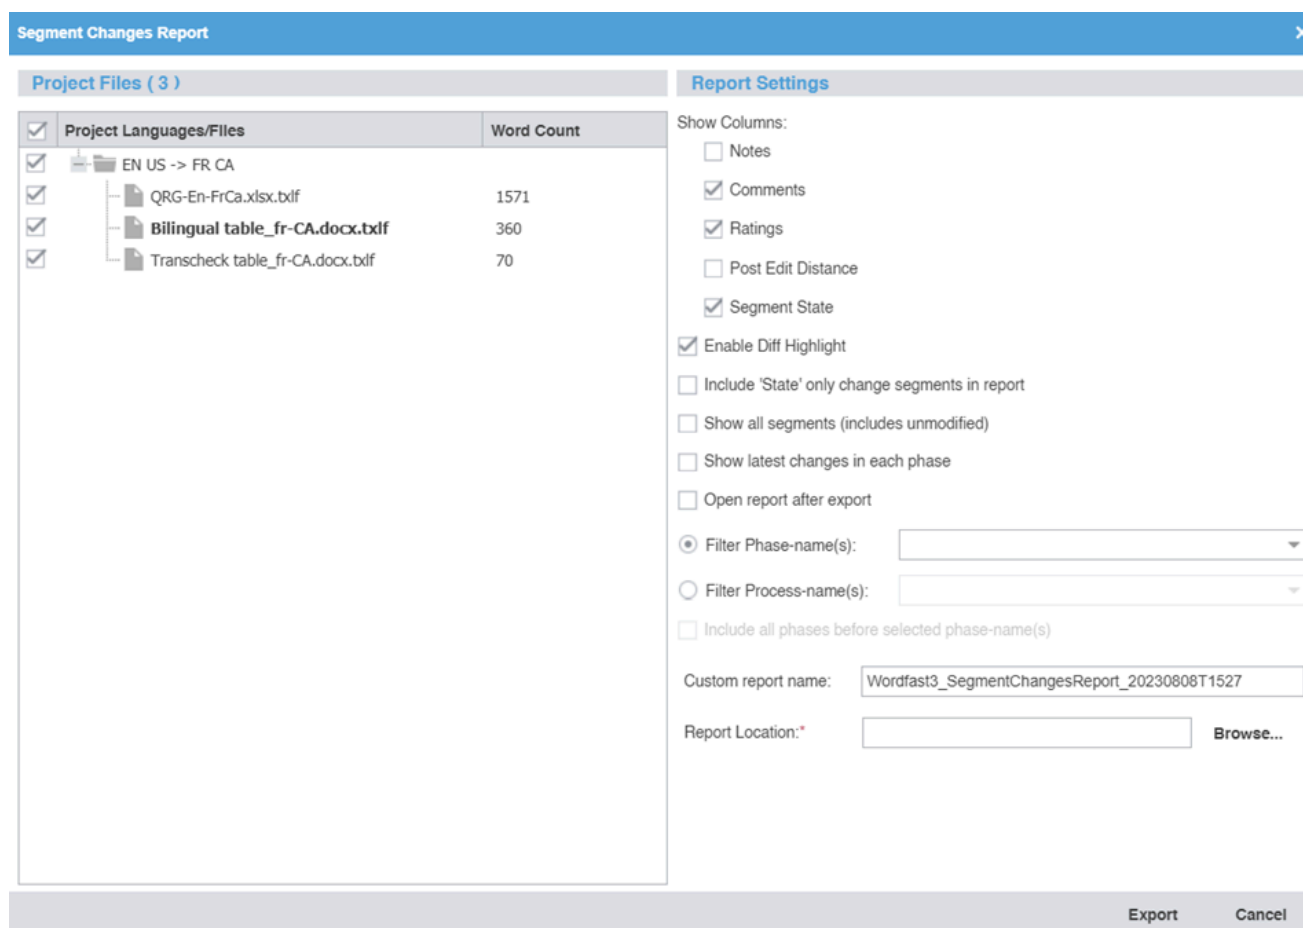 Segment Changes Report
Project Files ( 3 )
Project Languages/Files Word Count
EN US -> FR CA
QRG-En-FrCa.xlsx.txlf 1571
Bilingual table_fr-CA.docx.txlf 360
Transcheck table_fr-CA.docx.txlf 70
Report Settings
Show Columns:
Notes
Comments
Ratings
Post Edit Distance
Segment State
Enable Diff Highlight
Include 'State' only change segments in report
Show all segments (includes unmodified)
Show latest changes in each phase
Open report after export
Filter Phase-name(s):
Filter Process-name(s):
Include all phases before selected phase-name(s)
Custom report name: Wordfast3_SegmentChangesReport_20230808T1527
Report Location:* Browse...
Export Cancel